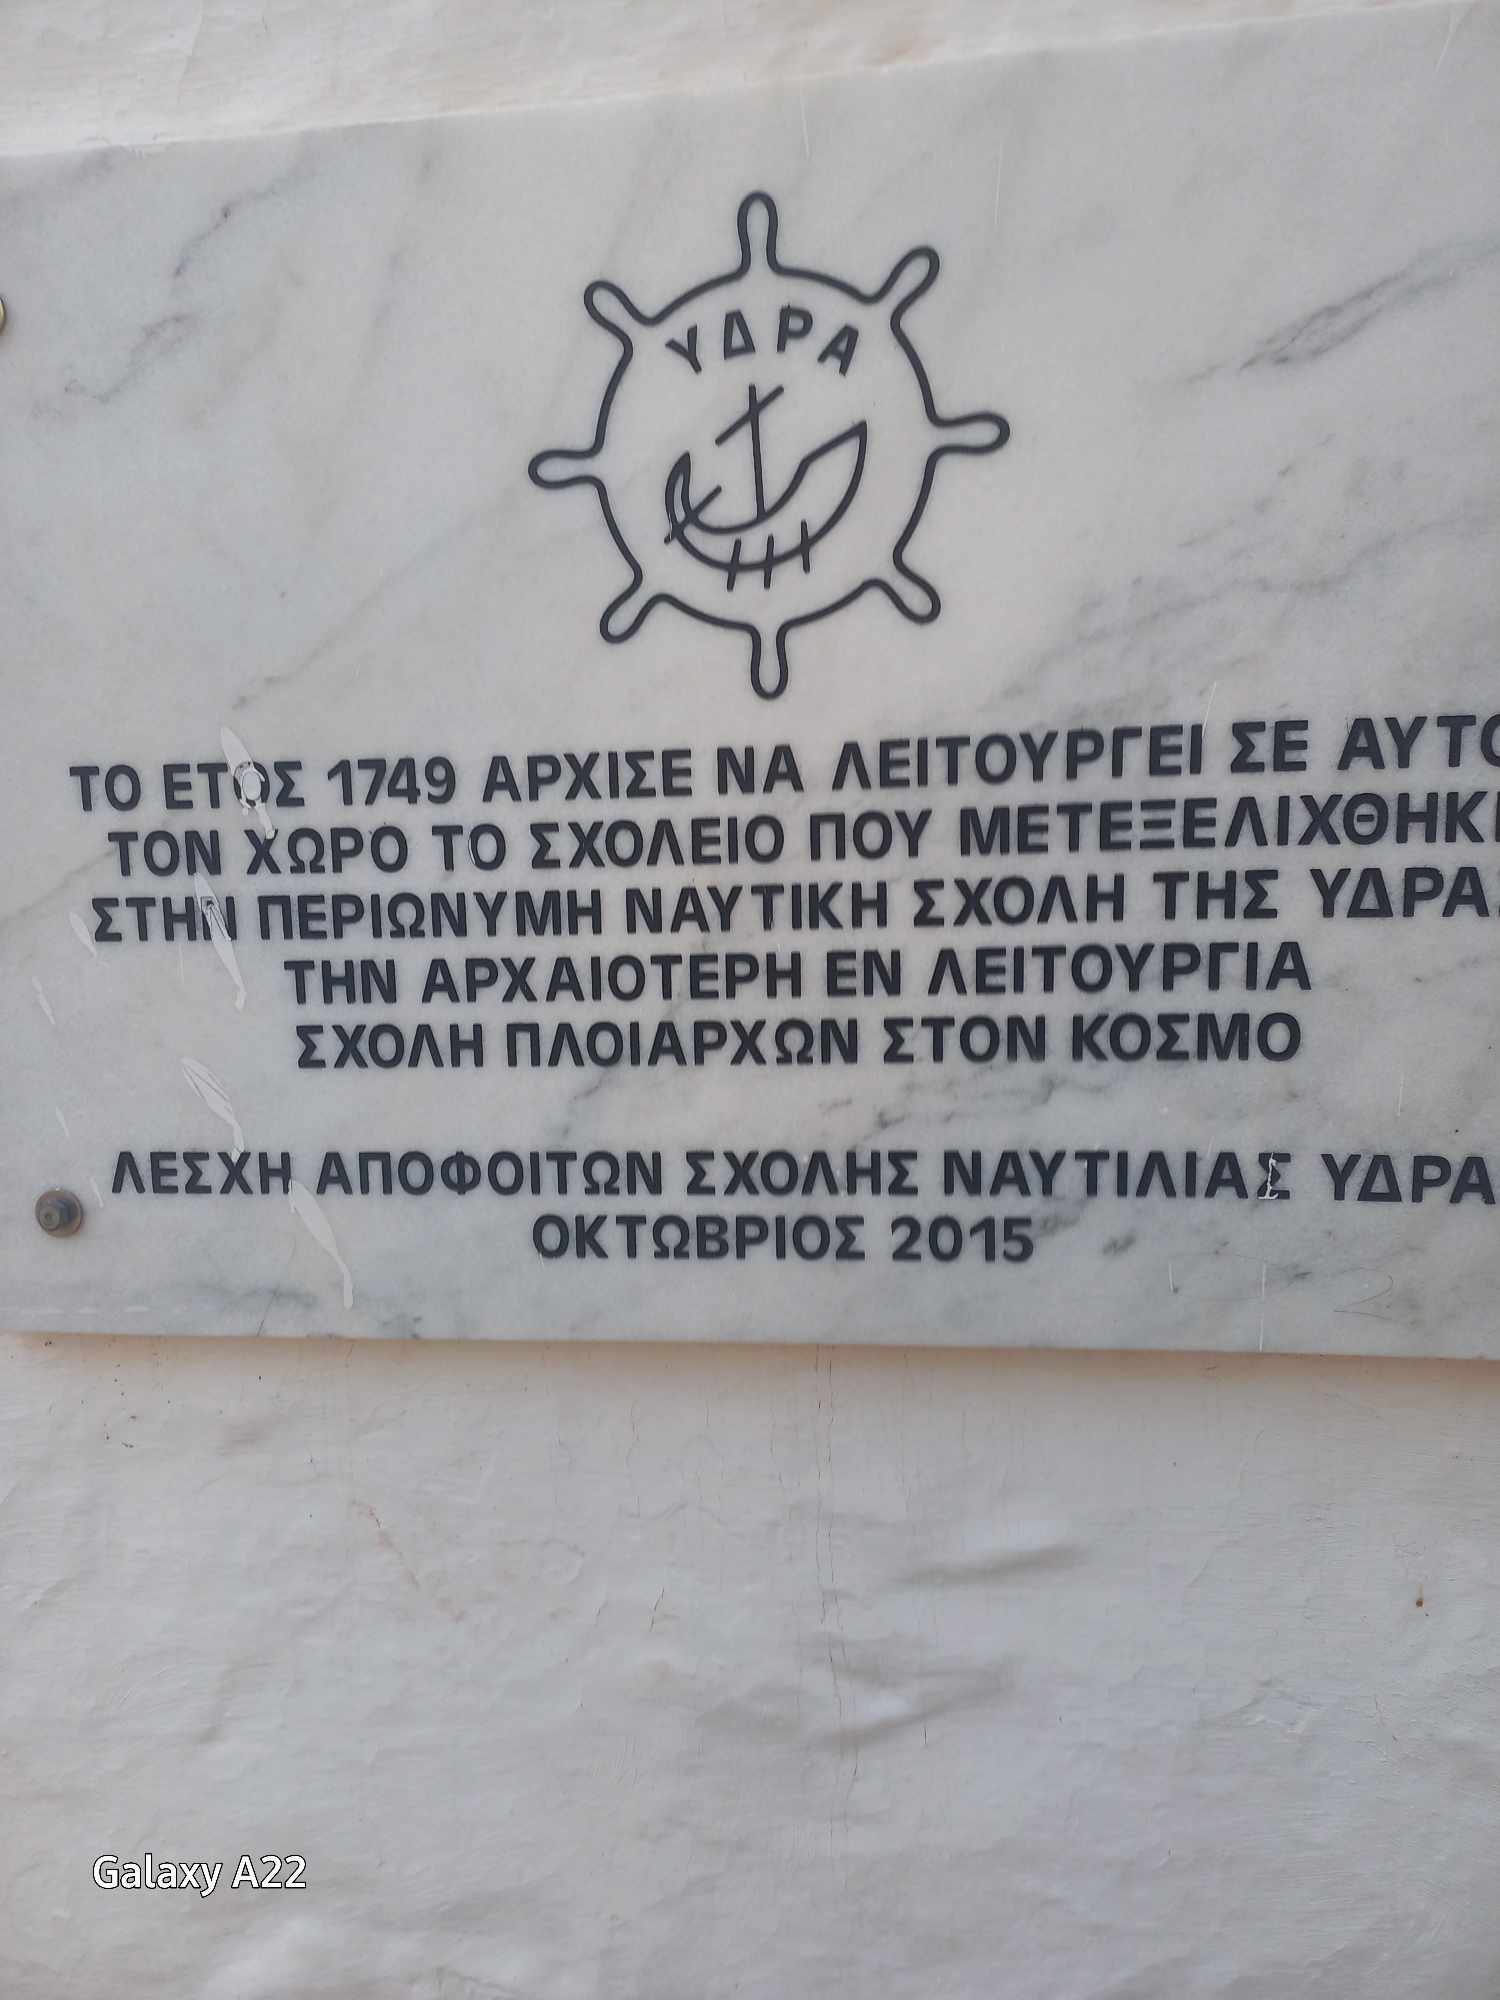 ΥΔΡΑ
ΤΟ ΕΤΟΣ 1749 ΑΡΧΙΣΕ ΝΑ ΛΕΙΤΟΥΡΓΕΙ ΣΕ ΑΥΤΟ
ΤΟΝ ΧΩΡΟ ΤΟ ΣΧΟΛΕΙΟ ΠΟΥ ΜΕΤΕΞΕΛΙΧΘΗΚΕ
ΣΤΗΝ ΠΕΡΙΩΝΥΜΗ ΝΑΥΤΙΚΗ ΣΧΟΛΗ ΤΗΣ ΥΔΡΑΣ
ΤΗΝ ΑΡΧΑΙΟΤΕΡΗ ΕΝ ΛΕΙΤΟΥΡΓΙΑ
ΣΧΟΛΗ ΠΛΟΙΑΡΧΩΝ ΣΤΟΝ ΚΟΣΜΟ
ΛΕΣΧΗ ΑΠΟΦΟΙΤΩΝ ΣΧΟΛΗΣ ΝΑΥΤΙΛΙΑΣ ΥΔΡΑ
ΟΚΤΩΒΡΙΟΣ 2015
Galaxy A22